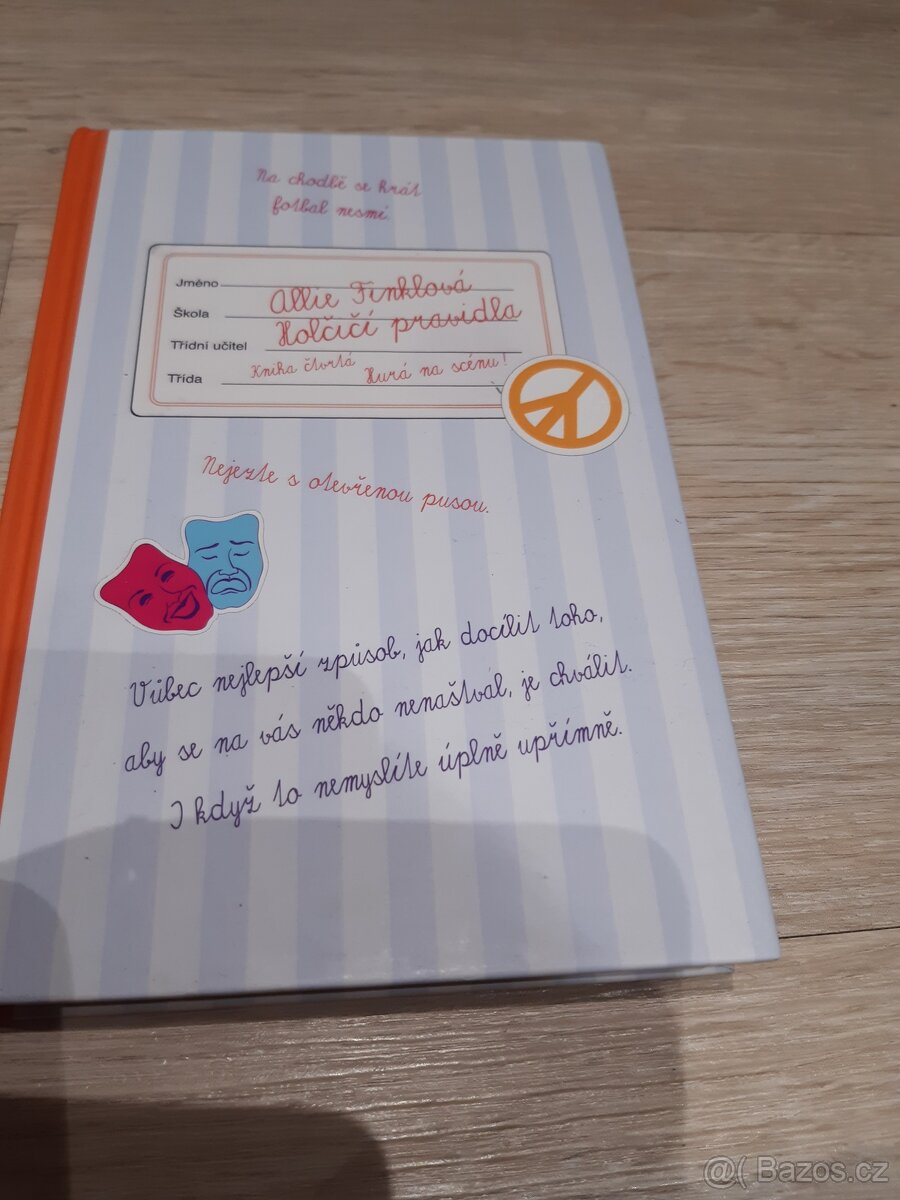 Na chodbě se hrát
fotbal nesmí.
Jméno
Allie Finklová
Škola
Holčičí pravidla
Třídní učitel
Třída
Kniha čtvrtá Hurá na scénu!
Nejezte s otevřenou pusou.
Vůbec nejlepší způsob, jak docílit toho,
aby se na vás někdo nenaštval, je chválit.
I když to nemyslíte úplně upřímně.
@( Bazos.cz